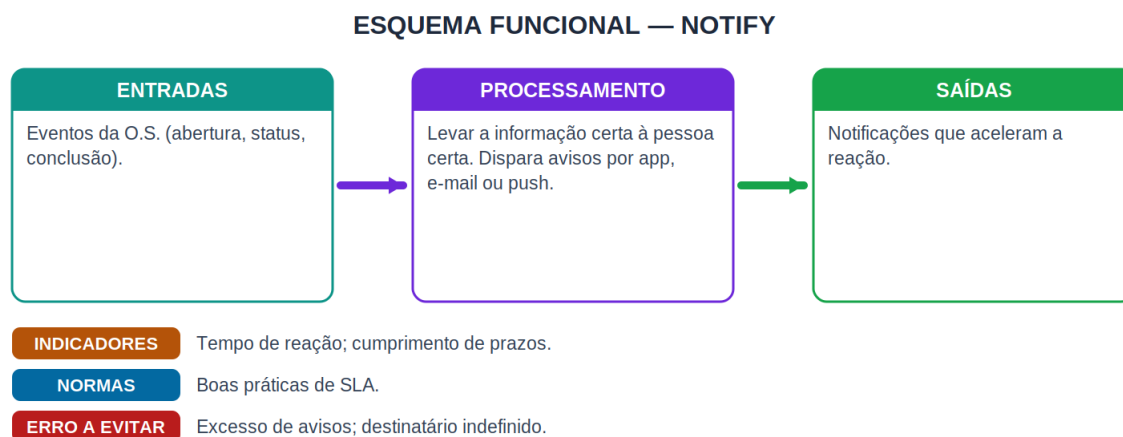 ESQUEMA FUNCIONAL — NOTIFY
ENTRADAS
Eventos da O.S. (abertura, status,
conclusão).
PROCESSAMENTO
Levar a informação certa à pessoa
certa. Dispara avisos por app,
e-mail ou push.
SAÍDAS
Notificações que aceleram a
reação.
INDICADORES
Tempo de reação; cumprimento de prazos.
NORMAS
Boas práticas de SLA.
ERRO A EVITAR
Excesso de avisos; destinatário indefinido.